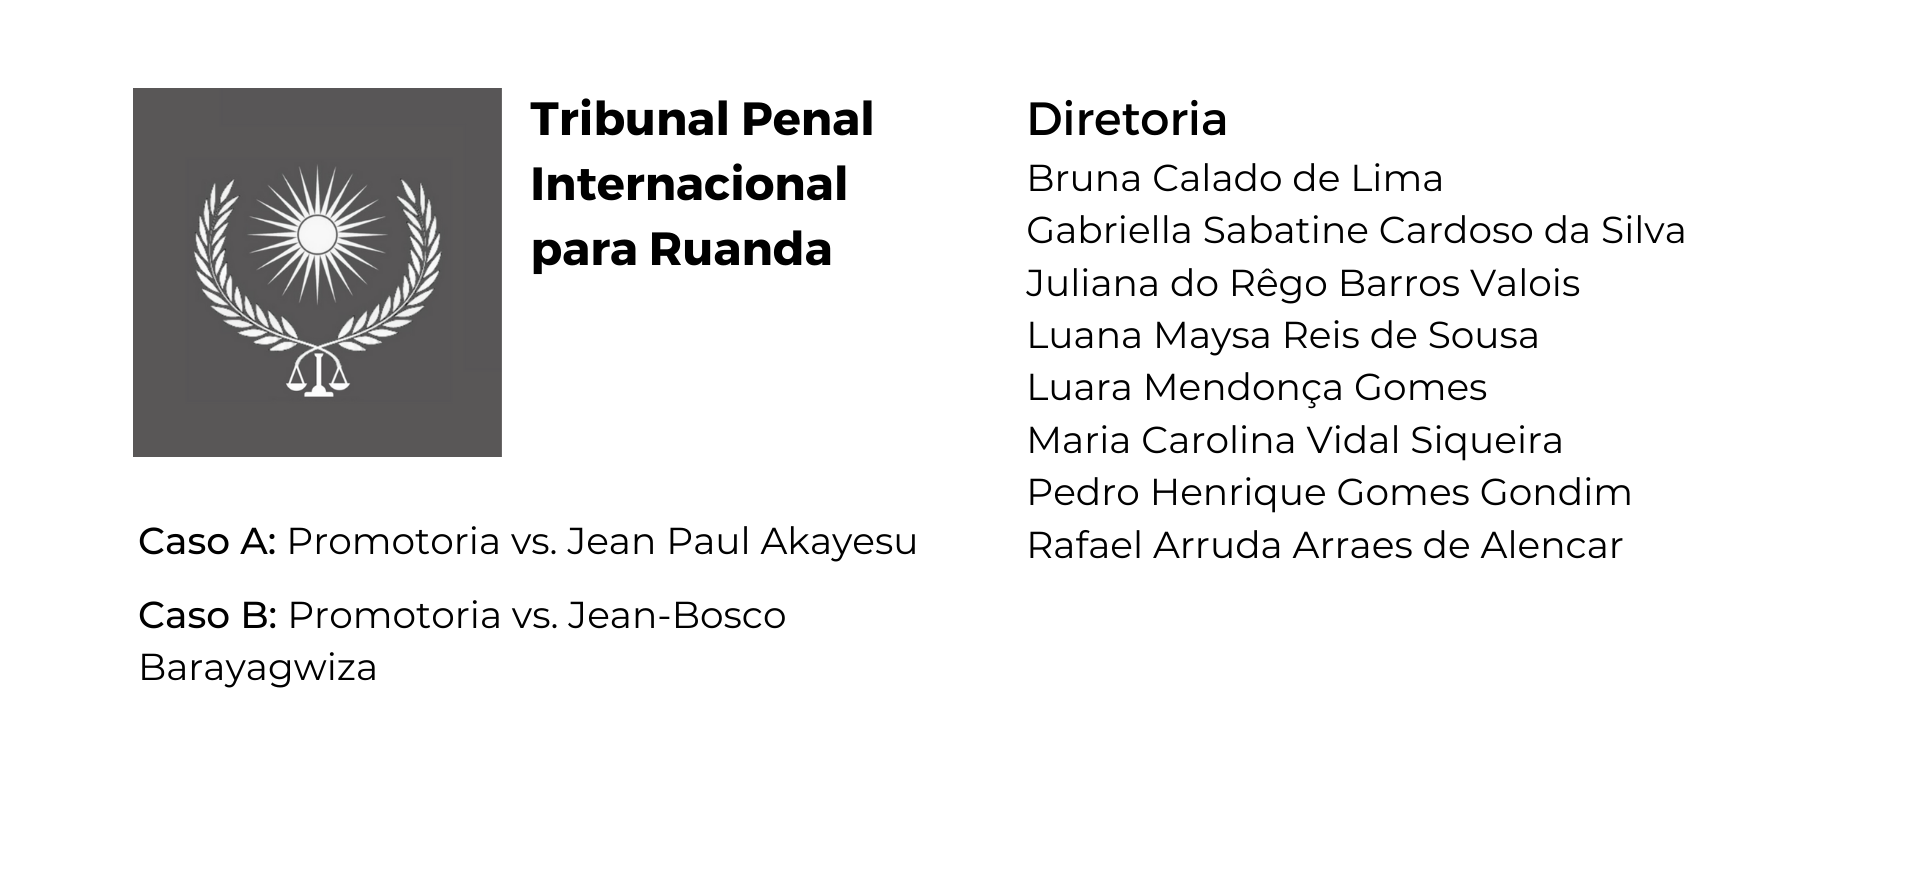 Tribunal Penal
Internacional
para Ruanda
Caso A: Promotoria vs. Jean Paul Akayesu
Caso B: Promotoria vs. Jean-Bosco
Barayagwiza
Diretoria
Bruna Calado de Lima
Gabriella Sabatine Cardoso da Silva
Juliana do Rêgo Barros Valois
Luana Maysa Reis de Sousa
Luara Mendonça Gomes
Maria Carolina Vidal Siqueira
Pedro Henrique Gomes Gondim
Rafael Arruda Arraes de Alencar